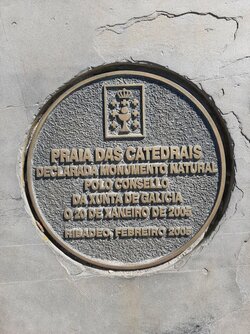 PRAIA DAS CATEDRAIS
DECLARADA MONUMENTO NATURAL
POLO CONSELLO
DA XUNTA DE GALICIA
O 20 DE XANEIRO DE 2005
RIBADEO, FEBREIRO 2005